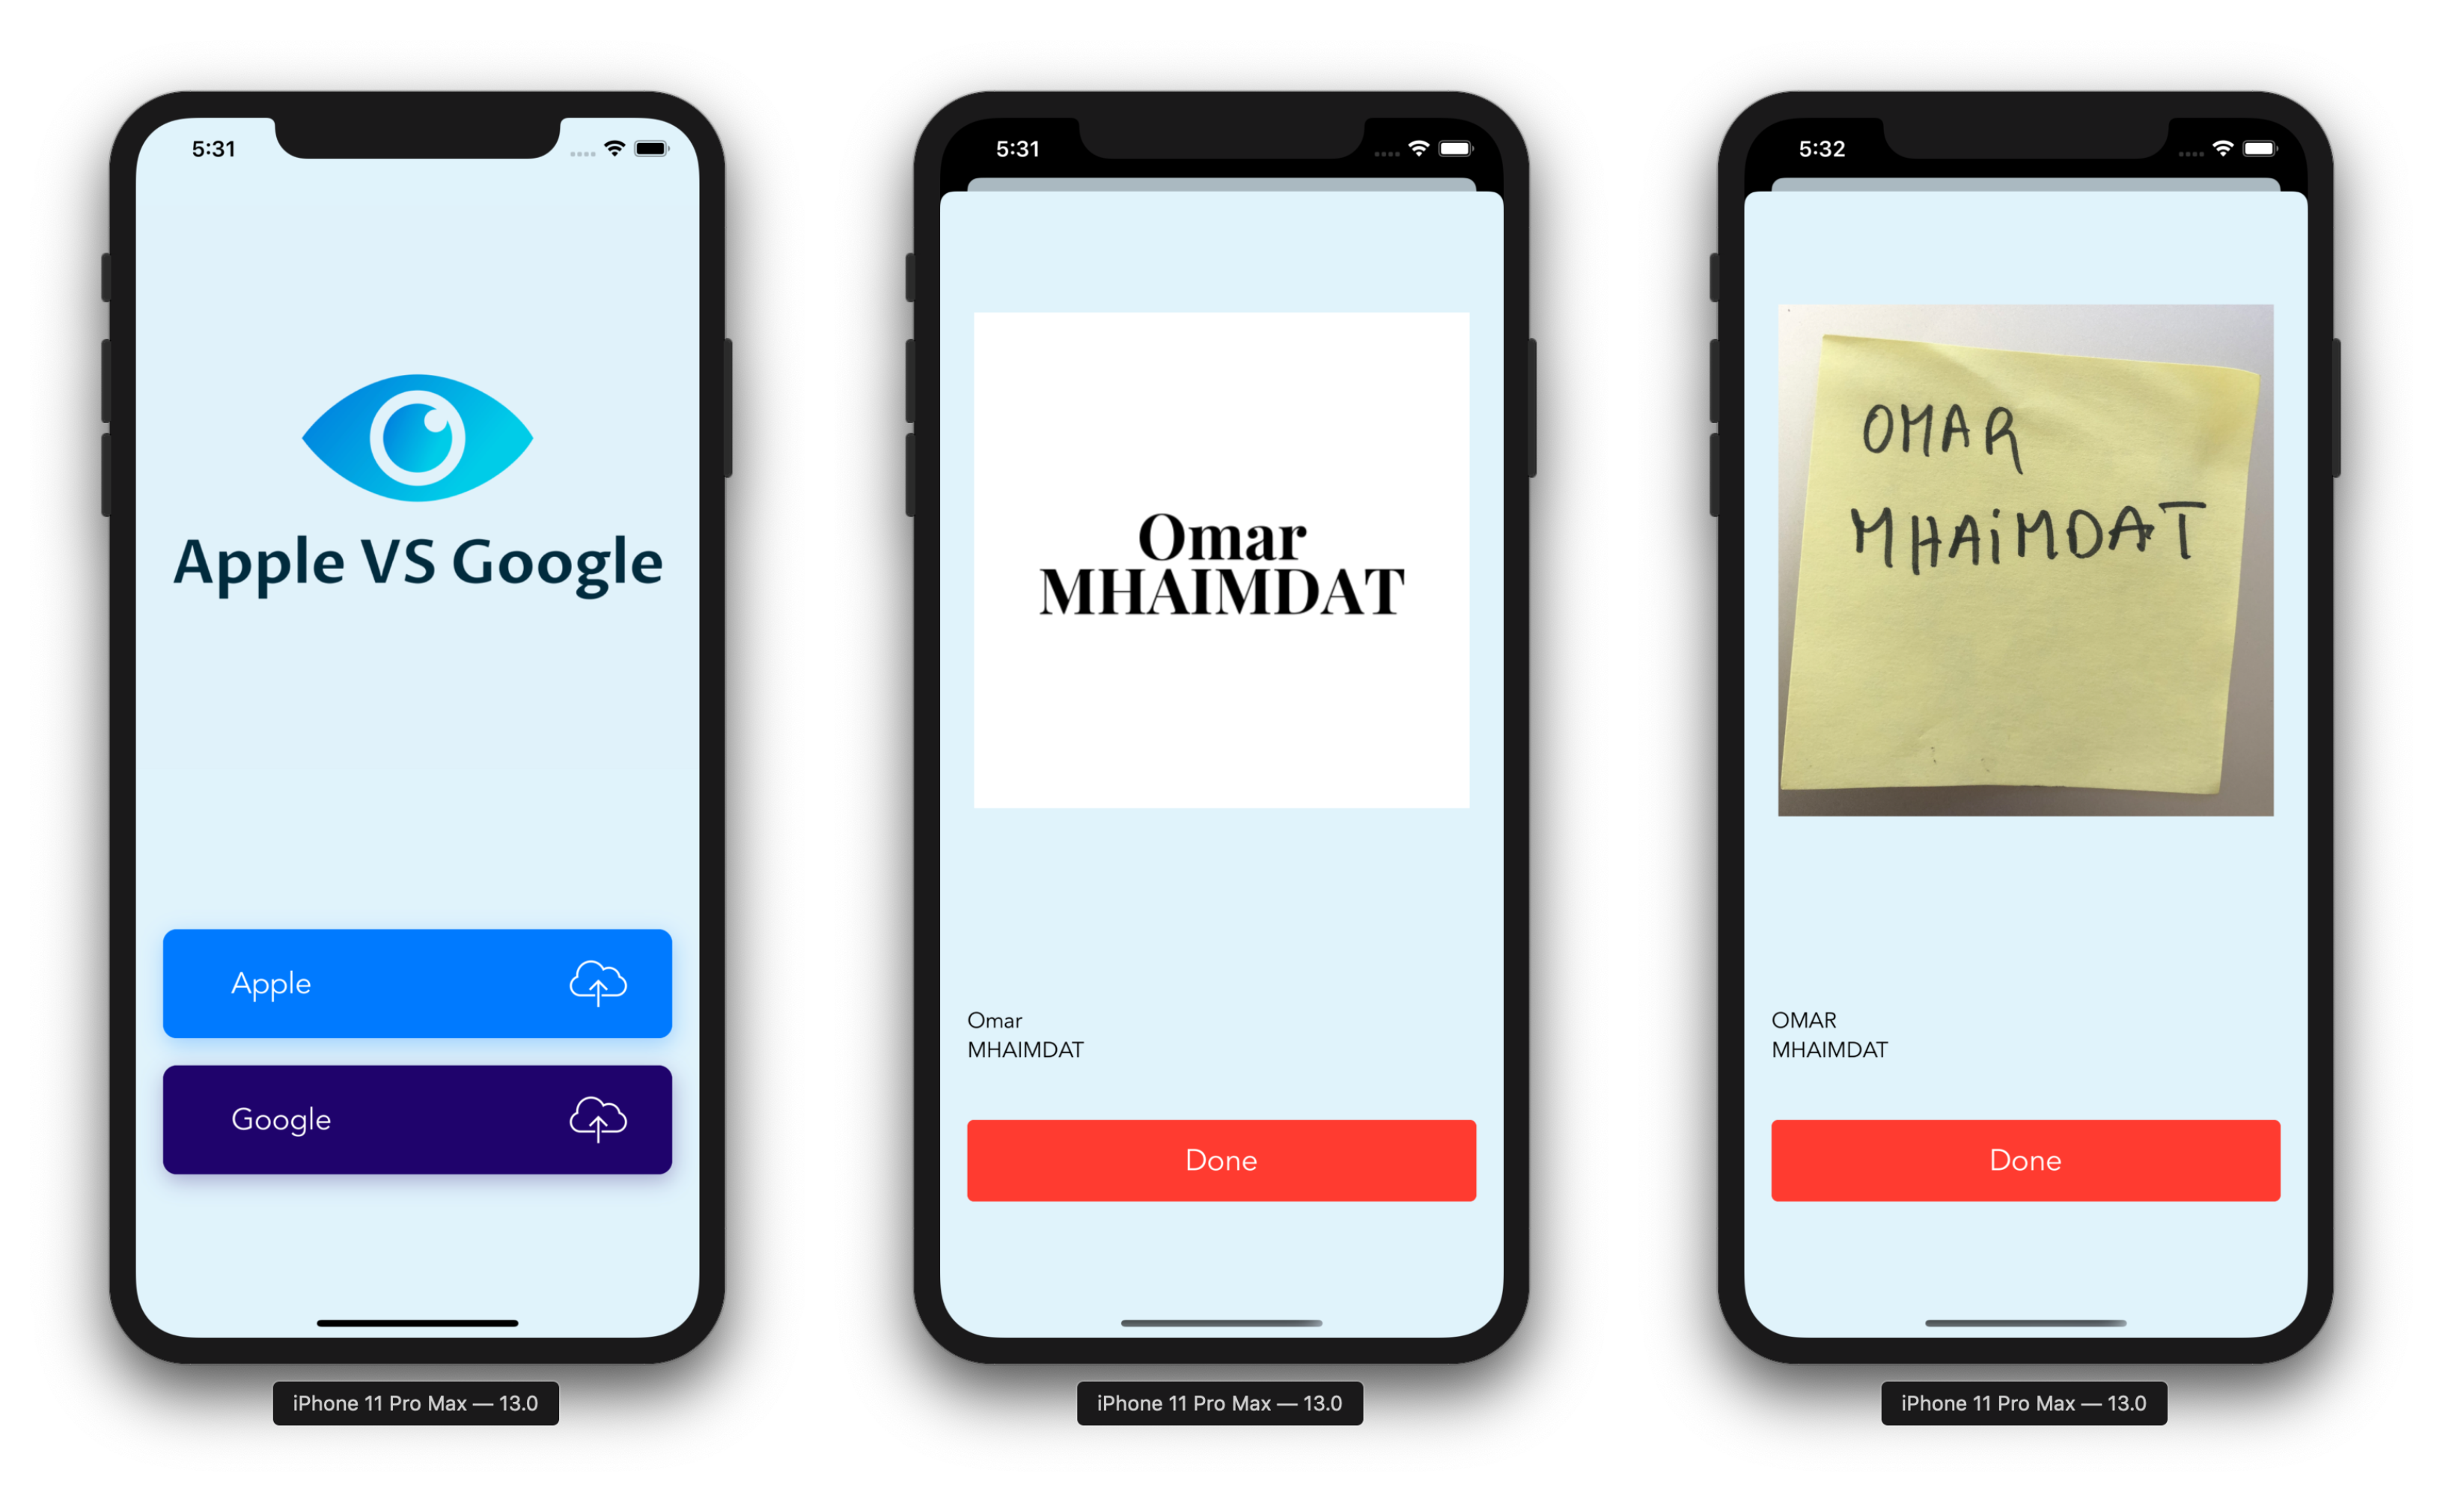 5:31
Apple VS Google
Apple
Google
iPhone 11 Pro Max — 13.0
5:31
Omar
MHAIMDAT
Omar
MHAIMDAT
Done
iPhone 11 Pro Max — 13.0
5:32
OMAR
MHAiMDAT
OMAR
MHAIMDAT
Done
iPhone 11 Pro Max — 13.0